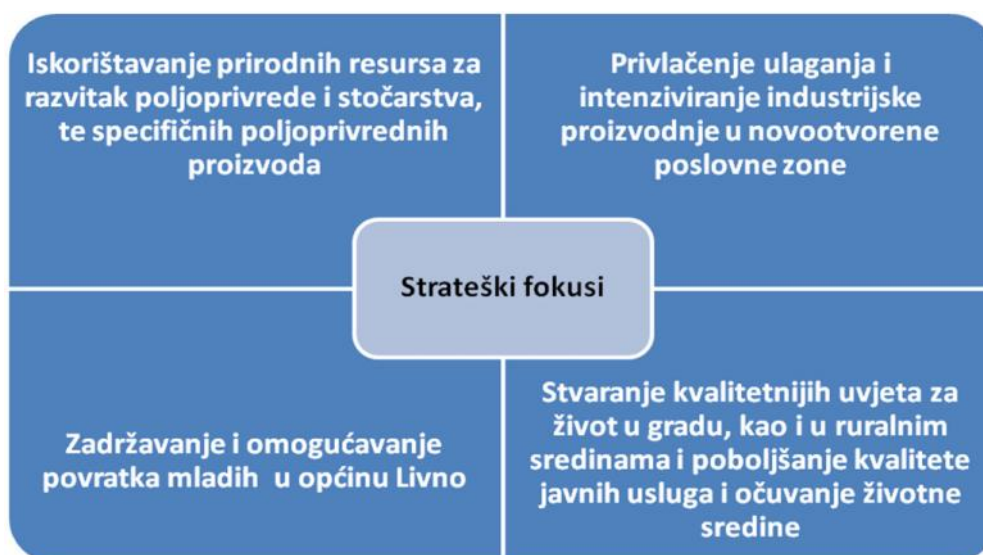 Iskorištavanje prirodnih resursa za
razvitak poljoprivrede i stočarstva,
te specifičnih poljoprivrednih
proizvoda
Privlačenje ulaganja i
intenziviranje industrijske
proizvodnje u novootvorene
poslovne zone
Strateški fokusi
Zadržavanje i omogućavanje
povratka mladih u općinu Livno
Stvaranje kvalitetnijih uvjeta za
život u gradu, kao i u ruralnim
sredinama i poboljšanje kvalitete
javnih usluga i očuvanje životne
sredine